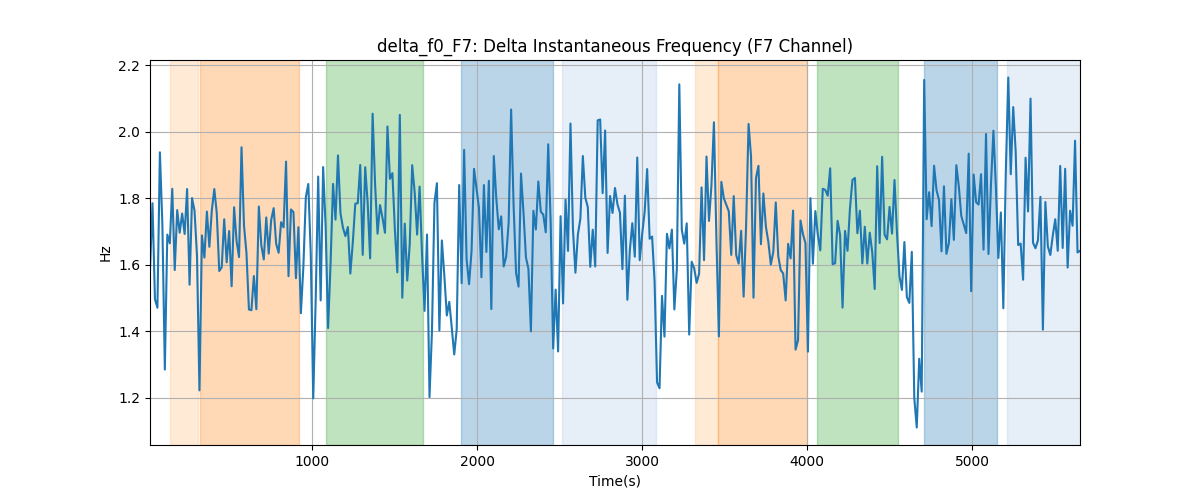 delta_f0_F7: Delta Instantaneous Frequency (F7 Channel)
Hz
2.2
2.0
1.8
1.6
1.4
1.2
1000 2000 3000 4000 5000
Time(s)